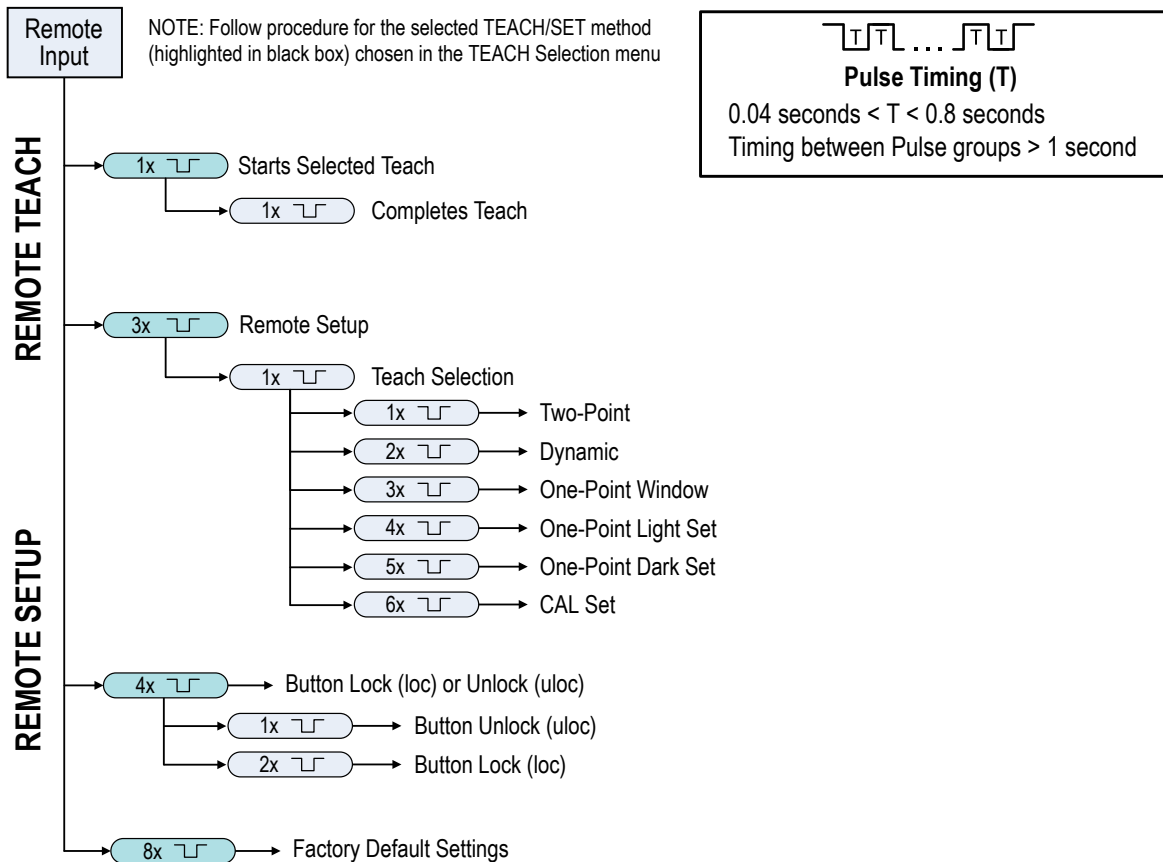 Remote
Input
NOTE: Follow procedure for the selected TEACH/SET method
(highlighted in black box) chosen in the TEACH Selection menu
T T ... T T
Pulse Timing (T)
0.04 seconds < T < 0.8 seconds
Timing between Pulse groups > 1 second
REMOTE TEACH
1x Starts Selected Teach
1x Completes Teach
3x Remote Setup
1x Teach Selection
1x Two-Point
2x Dynamic
3x One-Point Window
4x One-Point Light Set
5x One-Point Dark Set
6x CAL Set
REMOTE SETUP
4x Button Lock (loc) or Unlock (uloc)
1x Button Unlock (uloc)
2x Button Lock (loc)
8x Factory Default Settings